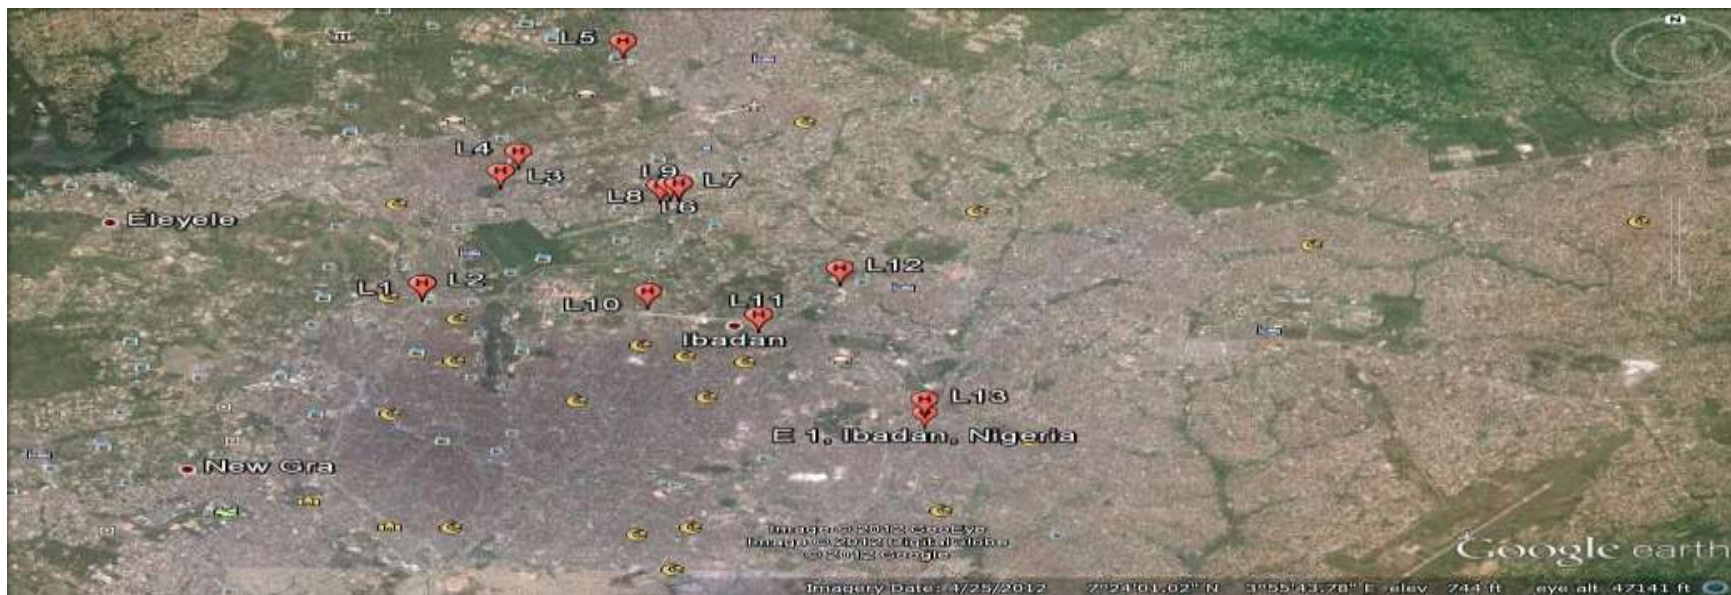 N
L5
L4
L3
L9
L7
L8
L6
Eleyele
L1
L2
L12
L10
L11
Ibadan
L13
E 1, Ibadan, Nigeria
New Gra
Image © 2012 GeoEye
Image © 2012 DigitalGlobe
© 2012 Google
Google earth
Imagery Date: 4/25/2012 7°24'01.02" N 3°55'43.78" E elev 744 ft eye alt 47141 ft